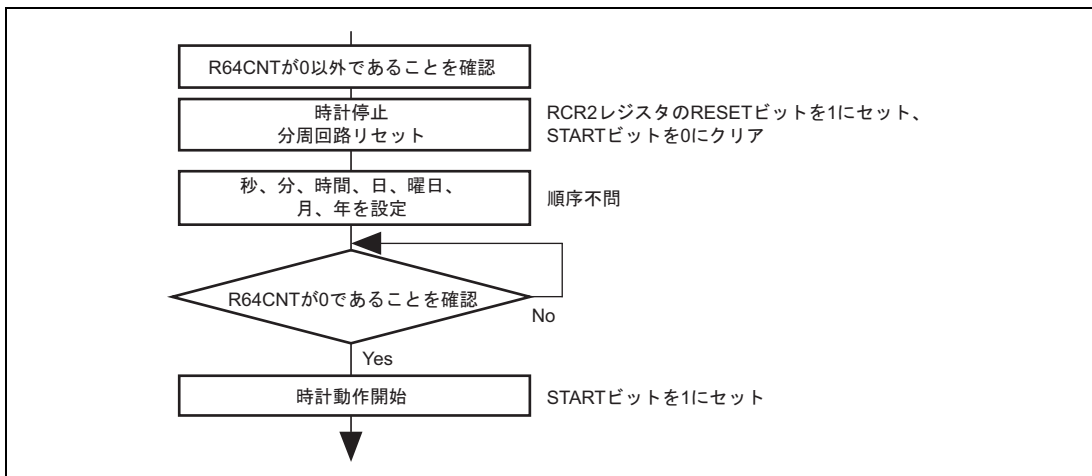 R64CNTが0以外であることを確認
時計停止
分周回路リセット
RCR2レジスタのRESETビットを1にセット、
STARTビットを0にクリア
秒、分、時間、日、曜日、
月、年を設定
順序不問
R64CNTが0であることを確認
No
Yes
時計動作開始
STARTビットを1にセット